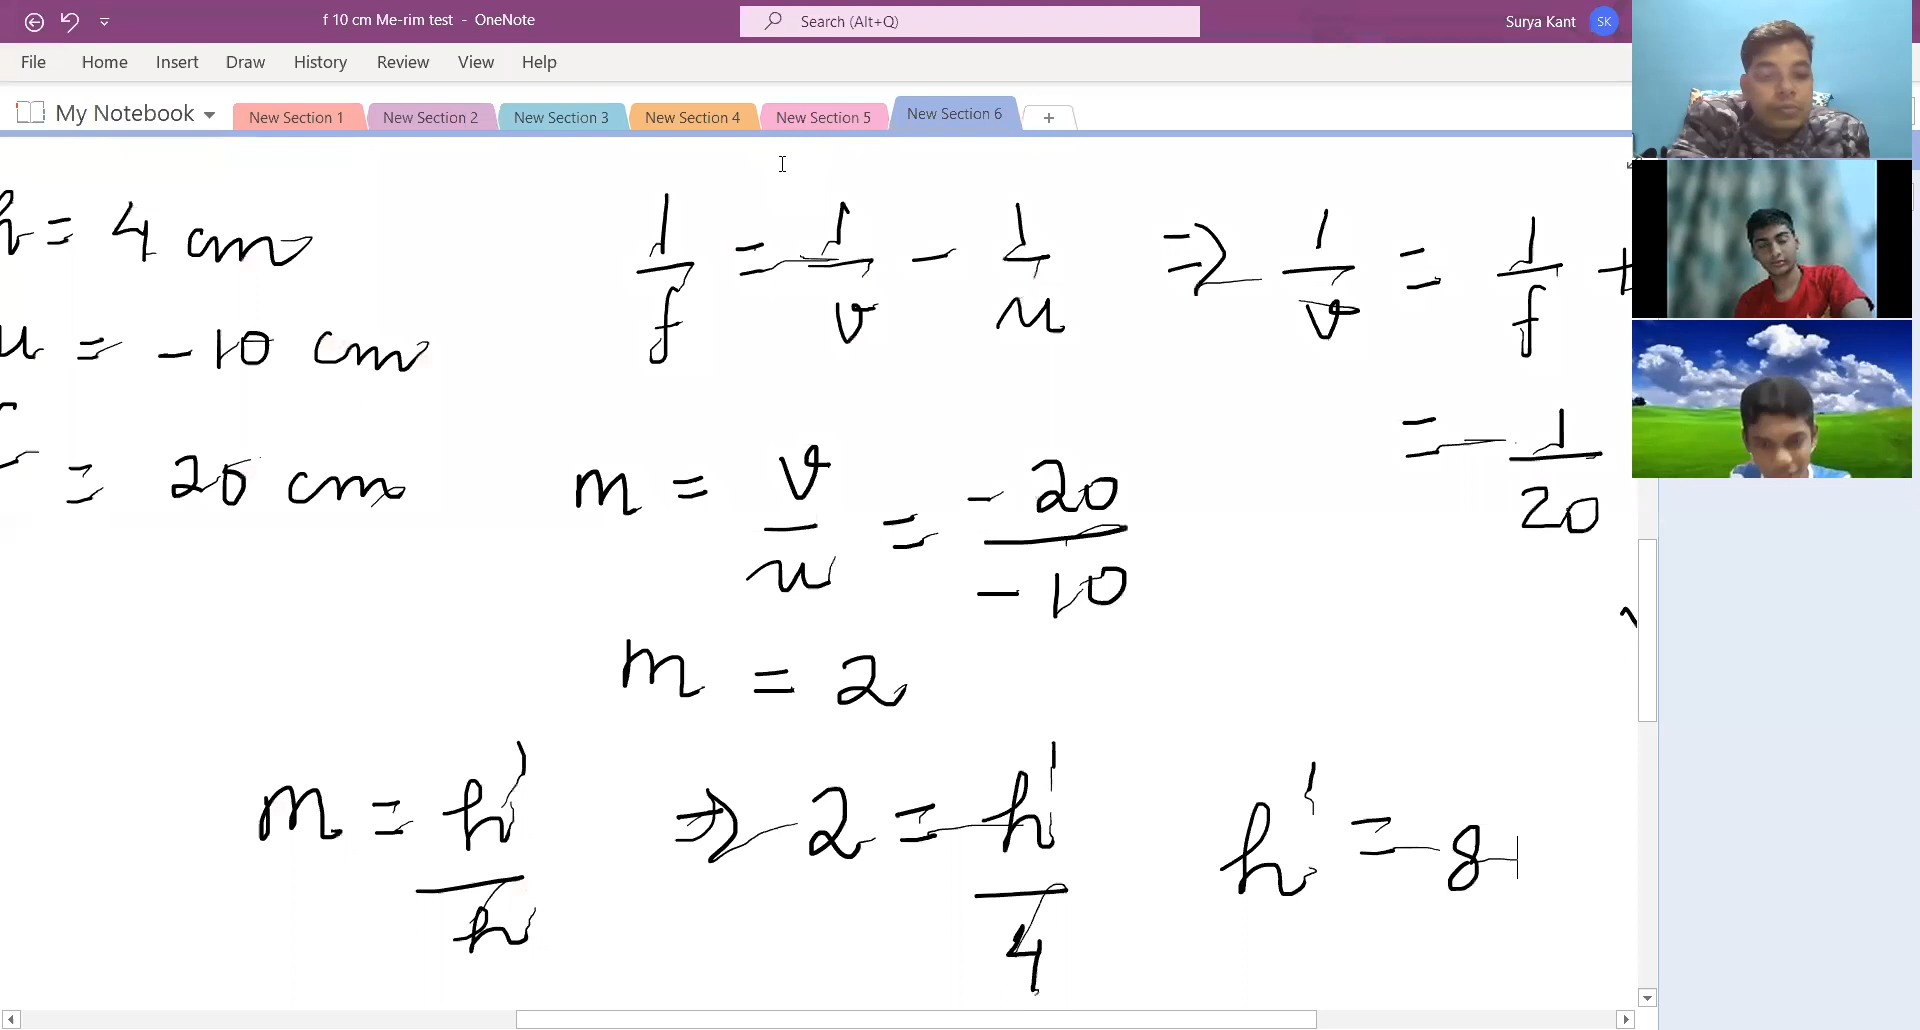 f 10 cm Me-rim test - OneNote
Search (Alt+Q)
Surya Kant SK
File Home Insert Draw History Review View Help
My Notebook New Section 1 New Section 2 New Section 3 New Section 4 New Section 5 New Section 6 +
h = 4 cm
u = -10 cm
= 20 cm
1/f = 1/v - 1/u ⇒ 1/v = 1/f +
= -1/20
m = v/u = -20/-10
m = 2
m = h'/h ⇒ 2 = h'/4 h' = 8